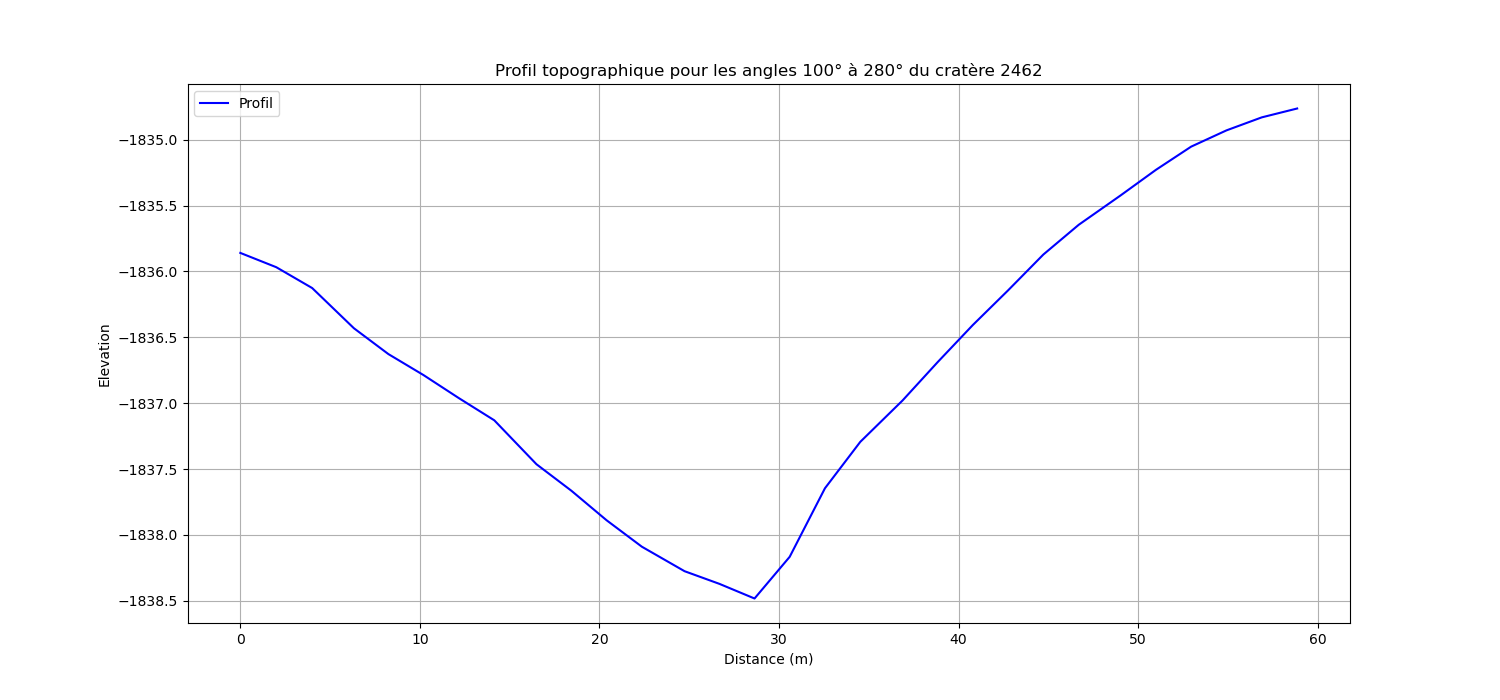 Profil topographique pour les angles 100° à 280° du cratère 2462
Profil
Elevation
−1835.0
−1835.5
−1836.0
−1836.5
−1837.0
−1837.5
−1838.0
−1838.5
0 10 20 30 40 50 60
Distance (m)